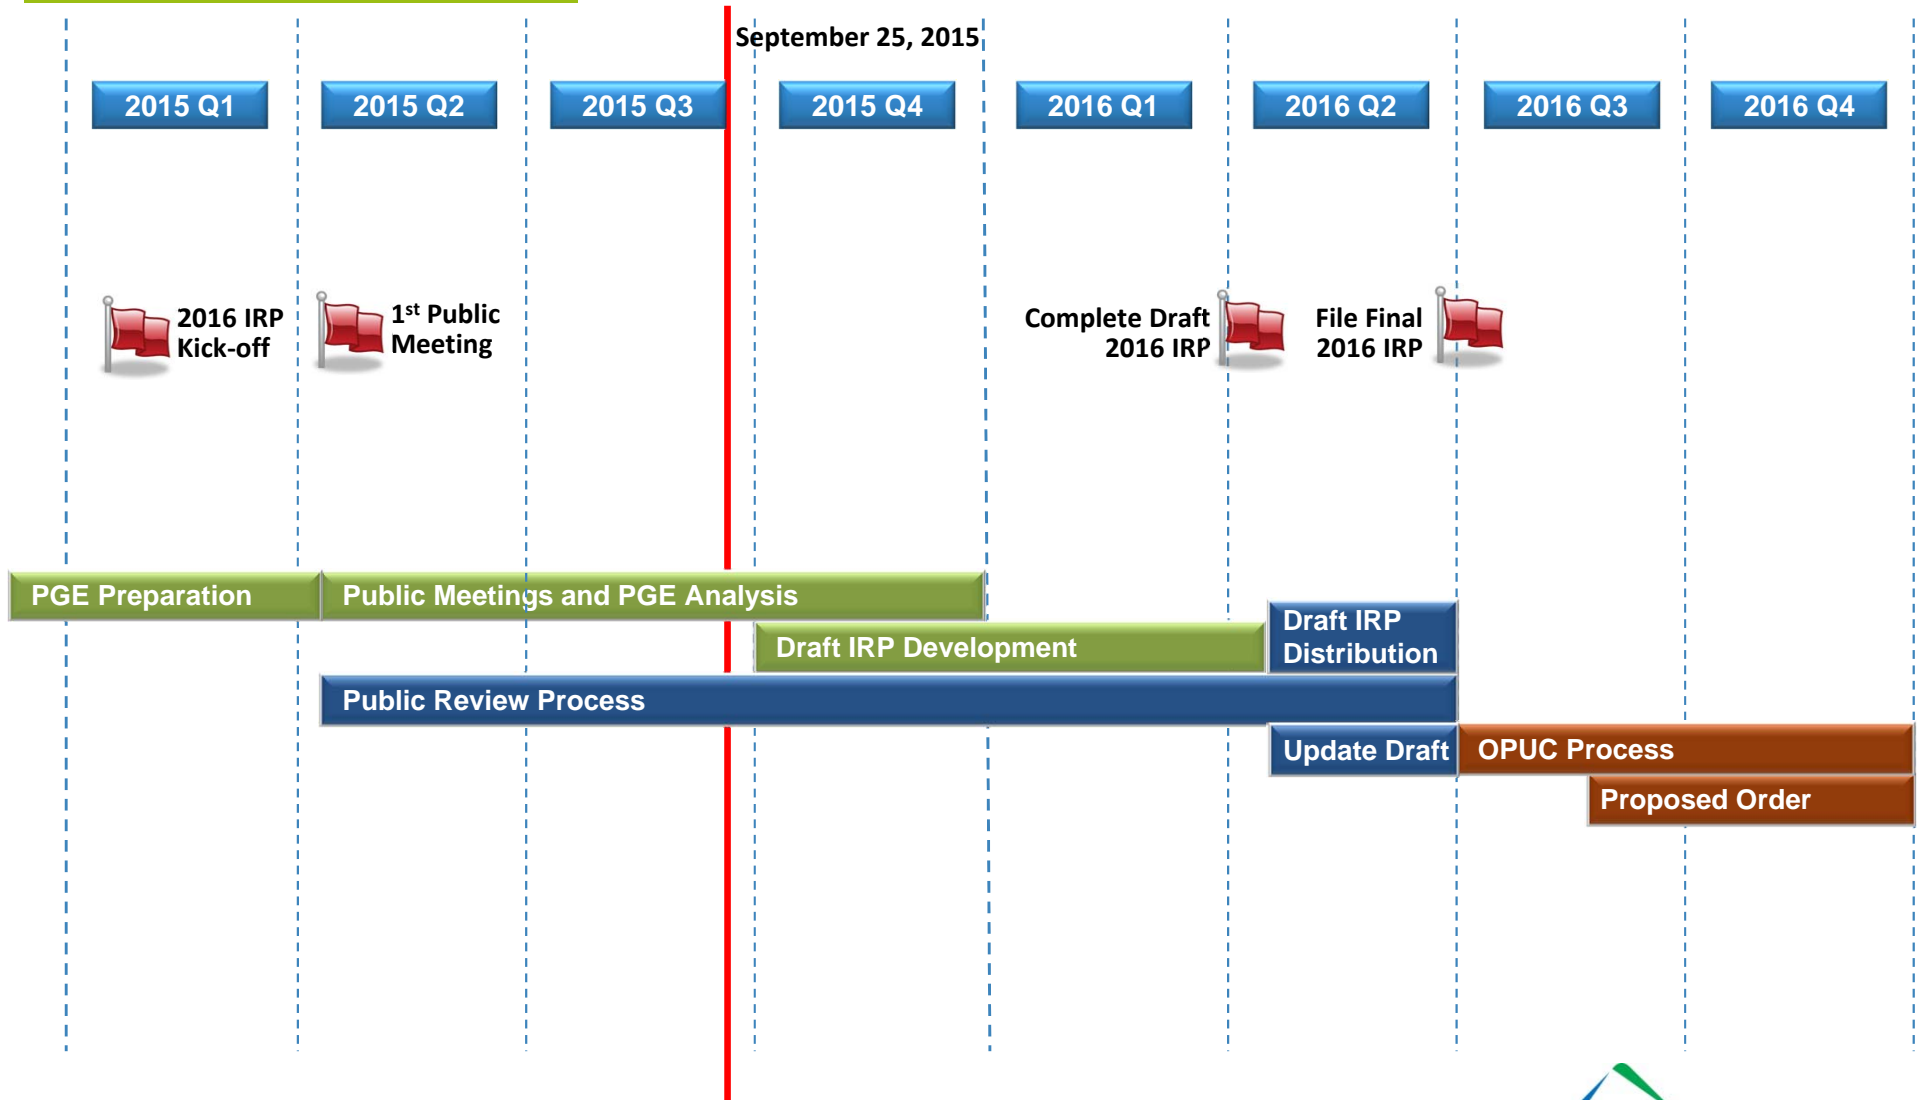 September 25, 2015
2015 Q1
2015 Q2
2015 Q3
2015 Q4
2016 Q1
2016 Q2
2016 Q3
2016 Q4
2016 IRP
Kick-off
1st Public
Meeting
Complete Draft
2016 IRP
File Final
2016 IRP
PGE Preparation
Public Meetings and PGE Analysis
Draft IRP Development
Draft IRP
Distribution
Public Review Process
Update Draft
OPUC Process
Proposed Order